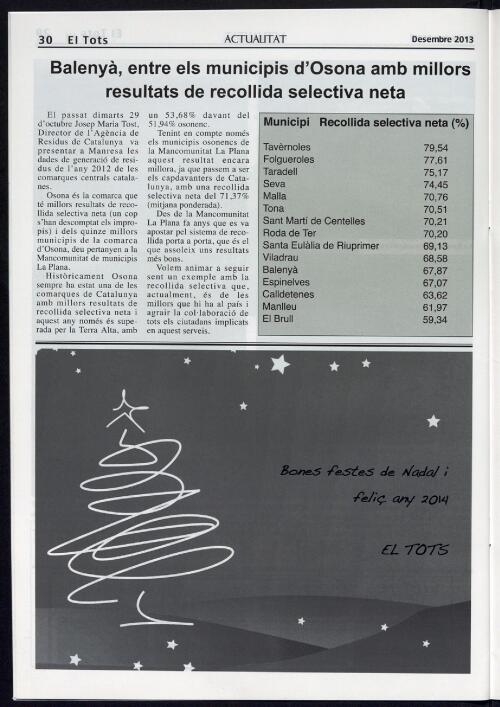 30 El Tots
ACTUALITAT
Desembre 2013
Balenyà, entre els municipis d'Osona amb millors
resultats de recollida selectiva neta
El passat dimarts 29
d'octubre Josep Maria Tost,
Director de l'Agència de
Residus de Catalunya va
presentar a Manresa les
dades de generació de resi-
dus de l'any 2012 de les
comarques centrals catala-
nes.
Osona és la comarca que
té millors resultats de reco-
llida selectiva neta (un cop
s'han descomptat els impro-
pis) i dels quinze millors
municipis de la comarca
d'Osona, deu pertanyen a la
Mancomunitat de municipis
La Plana.
Històricament Osona
sempre ha estat una de les
comarques de Catalunya
amb millors resultats de
recollida selectiva neta i
aquest any només és supe-
rada per la Terra Alta, amb
un 53,68% davant del
51,94% osonenc.
Tenint en compte només
els municipis osonencs de
la Mancomunitat La Plana
aquest resultat encara
millora, ja que passem a ser
els capdavanters de Cata-
lunya, amb una recollida
selectiva neta del 71,37%
(mitjana ponderada).
Des de la Mancomunitat
La Plana fa anys que es va
apostar pel sistema de reco-
llida porta a porta, que és el
que assoleix uns resultats
més bons.
Volem animar a seguir
sent un exemple amb la
recollida selectiva que,
actualment, és de les
millors que hi ha al país i
agrair la col·laboració de
tots els ciutadans implicats
en aquest serveis.
Municipi Recollida selectiva neta (%)
Tavèrnoles 79,54
Folgueroles 77,61
Taradell 75,17
Seva 74,45
Malla 70,76
Tona 70,51
Sant Martí de Centelles 70,21
Roda de Ter 70,20
Santa Eulàlia de Riuprimer 69,13
Viladrau 68,58
Balenyà 67,87
Espinelves 67,07
Calldetenes 63,62
Manlleu 61,97
El Brull 59,34
Bones festes de Nadal i
feliç any 2014
EL TOTS